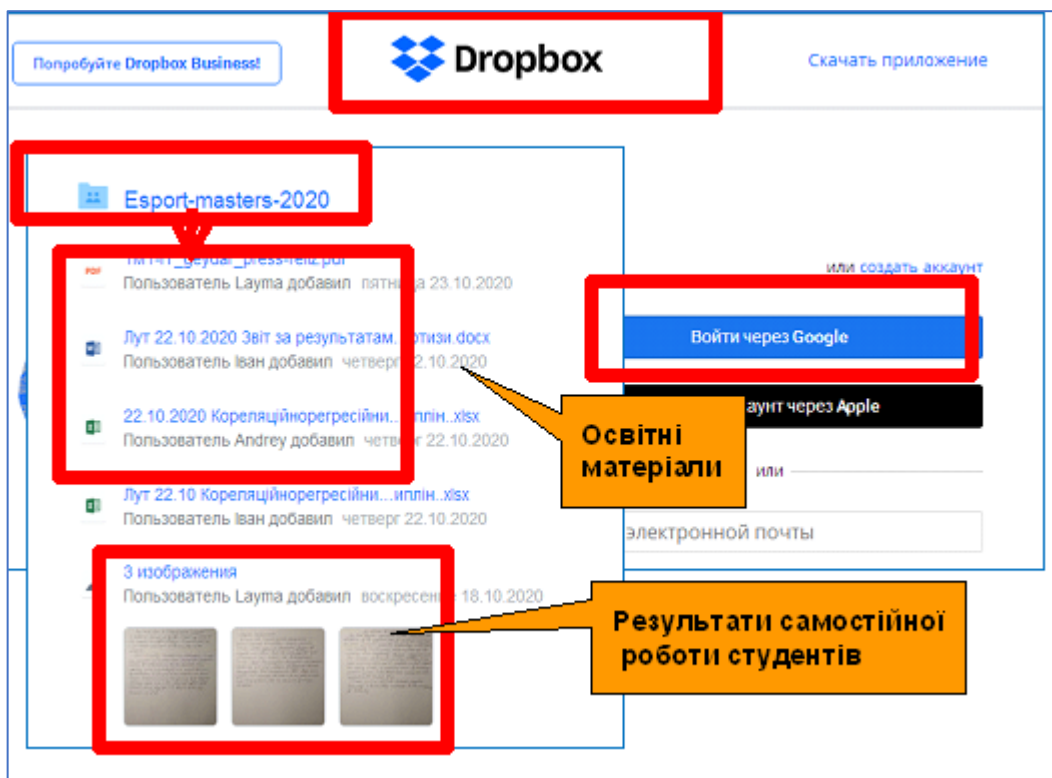 Попробуйте Dropbox Business!
Dropbox
Скачать приложение
Esport-masters-2020
PDF
Пользователь Layma добавил пятница 23.10.2020
Лут 22.10.2020 Звіт за результатам
отизи.docx
Пользователь Іван добавил четверг 22.10.2020
22.10.2020 Кореляційнорегресійни...иплін..xlsx
Пользователь Andrey добавил четверг 22.10.2020
Лут 22.10 Кореляційнорегресійни...иплін..xlsx
Пользователь Іван добавил четверг 22.10.2020
3 изображения
Пользователь Layma добавил воскресенье 18.10.2020
или создать аккаунт
Войти через Google
аунт через Apple
или
электронной почты
Освітні
матеріали
Результати самостійної
роботи студентів